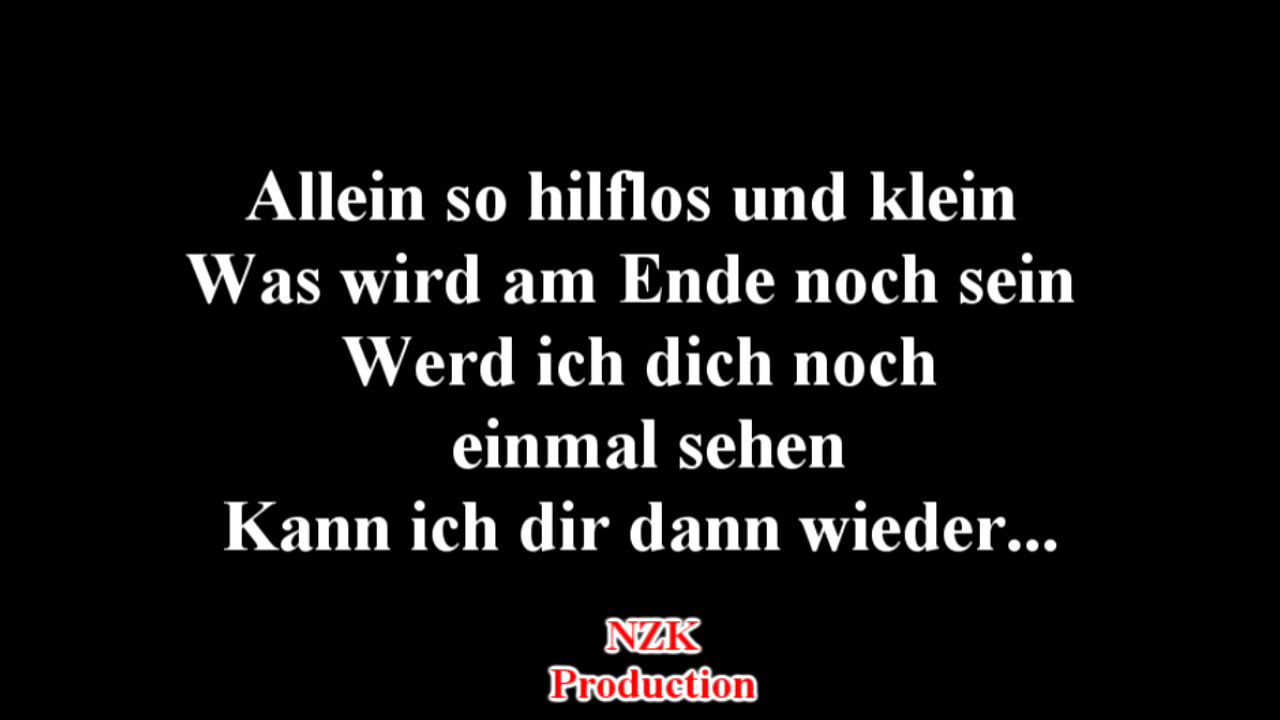 Allein so hilflos und klein
Was wird am Ende noch sein
Werd ich dich noch
einmal sehen
Kann ich dir dann wieder...
NZK
Production